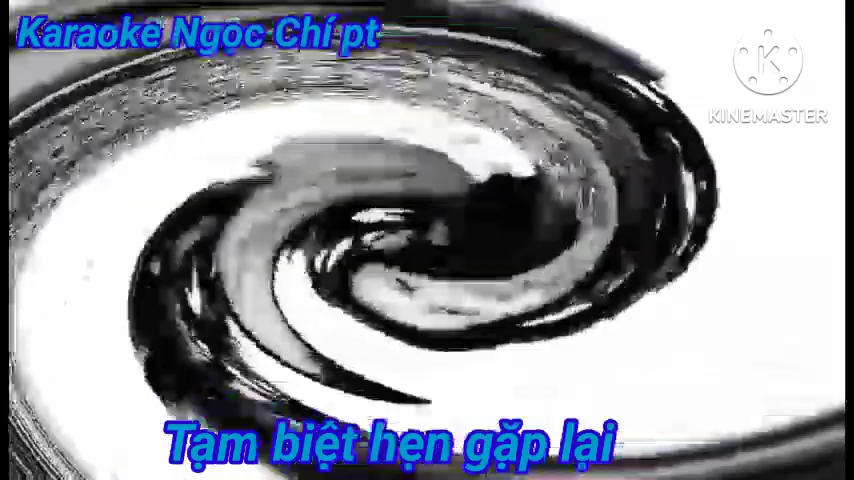 Karaoke Ngọc Chí pt
KINEMASTER
Tạm biệt hẹn gặp lại